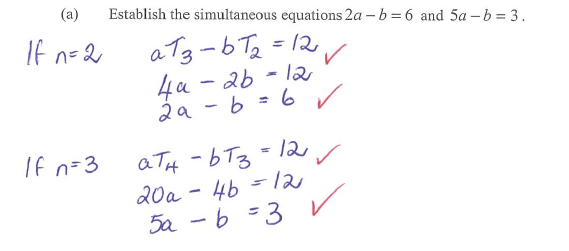 (a) Establish the simultaneous equations 2a – b = 6 and 5a – b = 3.
If n=2 aT₃ – bT₂ = 12 ✓
4a – 2b = 12
2a – b = 6 ✓
If n=3 aT₄ – bT₃ = 12 ✓
20a – 4b = 12
5a – b = 3 ✓